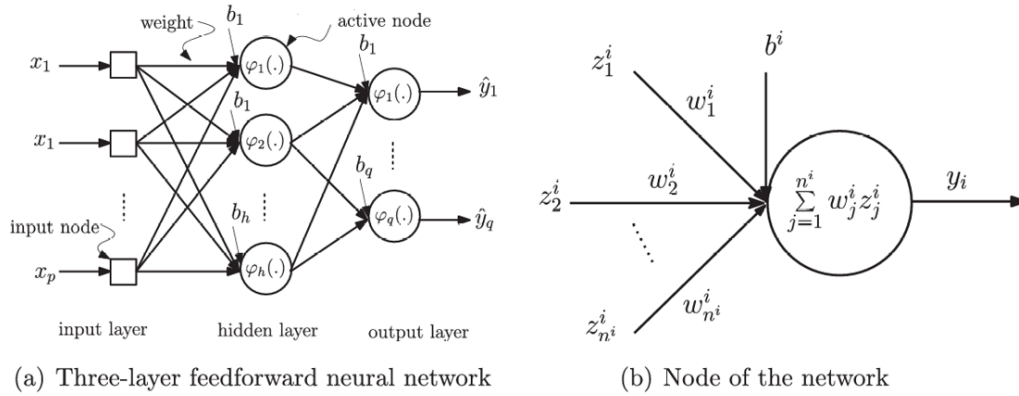 weight
b₁
active node
x₁
φ₁(.)
b₁
φ₁(.)
ŷ₁
x₁
b₁
φ₂(.)
b_q
φ_q(.)
ŷ_q
input node
b_h
x_p
φ_h(.)
input layer
hidden layer
output layer
(a) Three-layer feedforward neural network
z₁ⁱ
bⁱ
w₁ⁱ
z₂ⁱ
w₂ⁱ
∑_{j=1}^{nⁱ} w_jⁱ z_jⁱ
y_i
w_{nⁱ}ⁱ
z_{nⁱ}ⁱ
(b) Node of the network